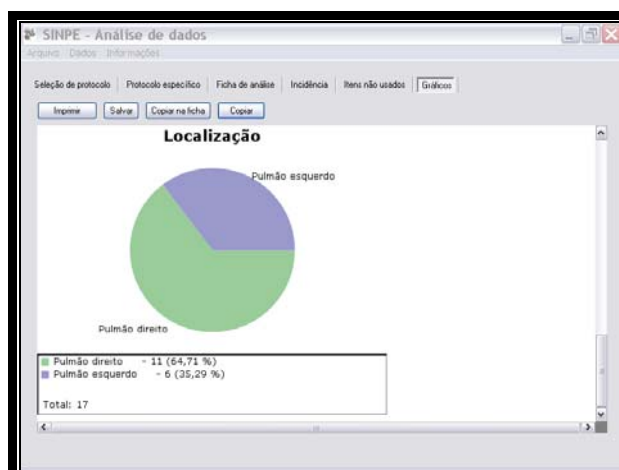 SINPE - Análise de dados
Arquivo Dados Informações
Seleção de protocolo Protocolo específico Ficha de análise Incidência Itens não usados Gráficos
Imprimir Salvar Copiar na ficha Copiar
Localização
Pulmão esquerdo
Pulmão direito
Pulmão direito - 11 (64,71 %)
Pulmão esquerdo - 6 (35,29 %)
Total: 17